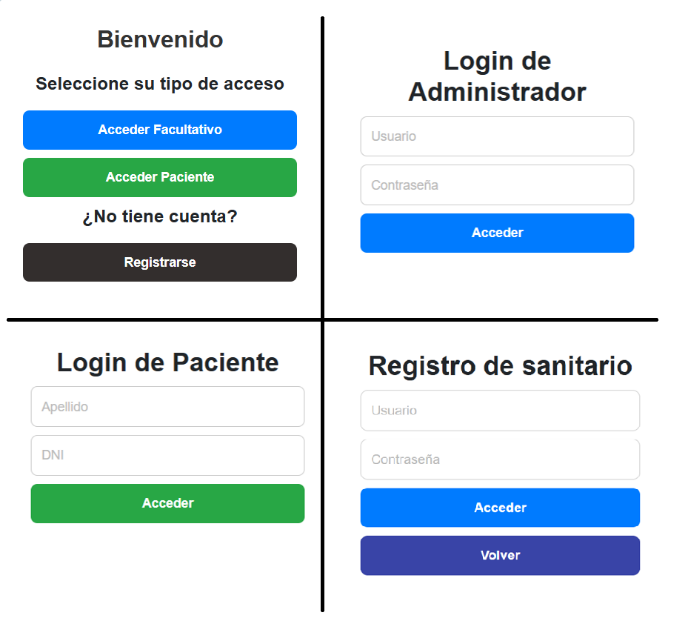 Bienvenido
Seleccione su tipo de acceso
Acceder Facultativo
Acceder Paciente
¿No tiene cuenta?
Registrarse
Login de
Administrador
Usuario
Contraseña
Acceder
Login de Paciente
Apellido
DNI
Acceder
Registro de sanitario
Usuario
Contraseña
Acceder
Volver